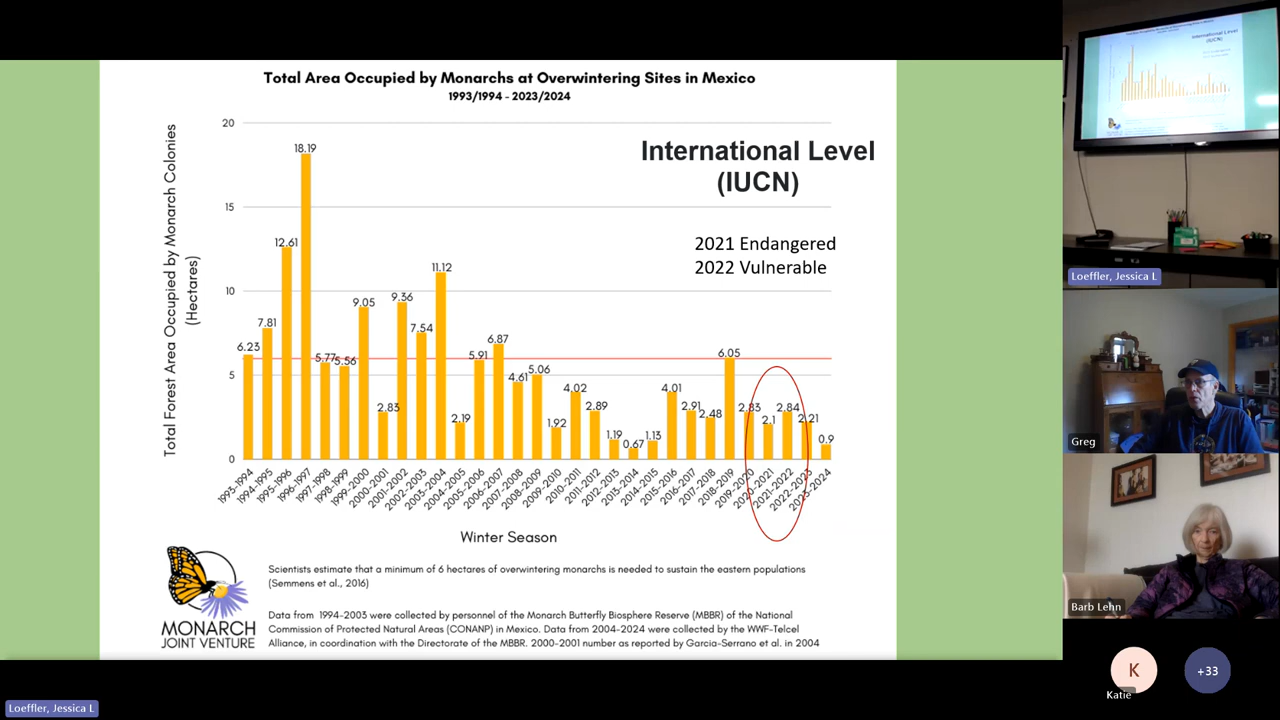 Total Area Occupied by Monarchs at Overwintering Sites in Mexico
1993/1994 - 2023/2024
Total Forest Area Occupied by Monarch Colonies
(Hectares)
20
15
10
5
0
International Level
(IUCN)
2021 Endangered
2022 Vulnerable
6.23
7.81
12.61
18.19
5.77
5.56
9.05
2.83
9.36
7.54
11.12
2.19
5.91
6.87
4.61
5.06
1.92
4.02
2.89
1.19
0.67
1.13
4.01
2.91
2.48
6.05
2.83
2.1
2.84
2.21
0.9
1993-1994
1994-1995
1995-1996
1996-1997
1997-1998
1998-1999
1999-2000
2000-2001
2001-2002
2002-2003
2003-2004
2004-2005
2005-2006
2006-2007
2007-2008
2008-2009
2009-2010
2010-2011
2011-2012
2012-2013
2013-2014
2014-2015
2015-2016
2016-2017
2017-2018
2018-2019
2019-2020
2020-2021
2021-2022
2022-2023
2023-2024
Winter Season
MONARCH
JOINT VENTURE
Scientists estimate that a minimum of 6 hectares of overwintering monarchs is needed to sustain the eastern populations
(Semmens et al., 2016)
Data from 1994-2003 were collected by personnel of the Monarch Butterfly Biosphere Reserve (MBBR) of the National
Commission of Protected Natural Areas (CONANP) in Mexico. Data from 2004-2024 were collected by the WWF-Telcel
Alliance, in coordination with the Directorate of the MBBR. 2000-2001 number as reported by Garcia-Serrano et al. in 2004
Loeffler, Jessica L
International Level
(IUCN)
Loeffler, Jessica L
Greg
Barb Lehn
K
Katie
+33